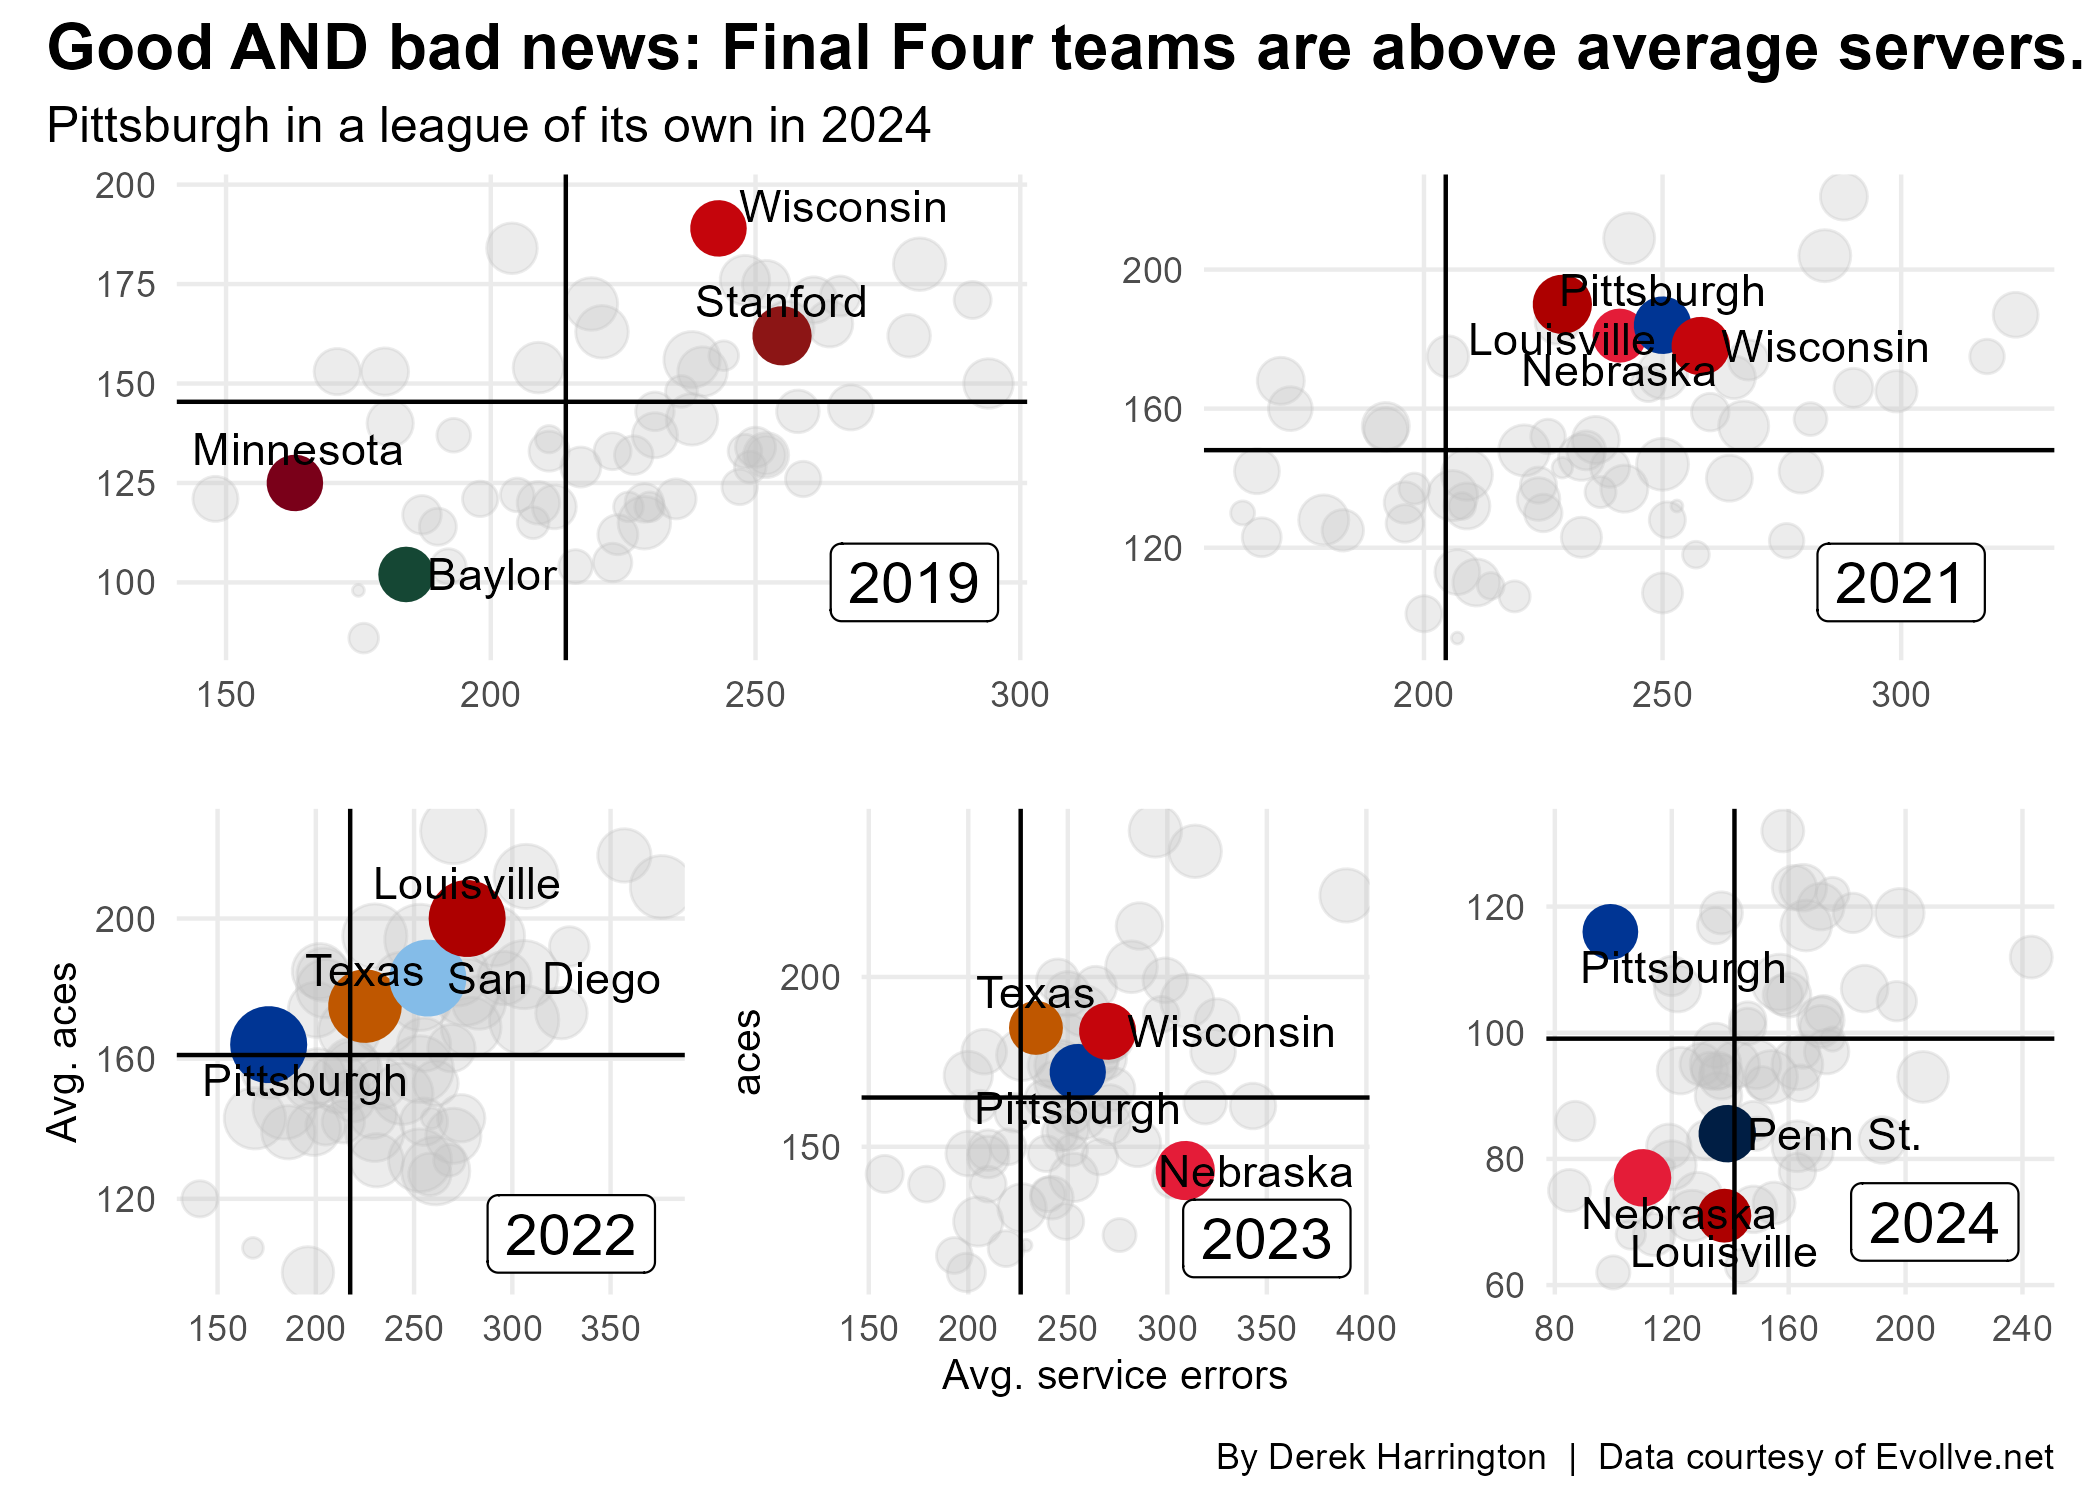 Good AND bad news: Final Four teams are above average servers.
Pittsburgh in a league of its own in 2024
200
175
150
125
100
Wisconsin
Stanford
Minnesota
Baylor
2019
150 200 250 300
200
160
120
Pittsburgh
Louisville
Wisconsin
Nebraska
2021
200 250 300
Avg. aces
200
160
120
Louisville
Texas
San Diego
Pittsburgh
2022
150 200 250 300 350
aces
200
150
Texas
Wisconsin
Pittsburgh
Nebraska
2023
150 200 250 300 350 400
Avg. service errors
120
100
80
60
Pittsburgh
Penn St.
Nebraska
Louisville
2024
80 120 160 200 240
By Derek Harrington | Data courtesy of Evollve.net